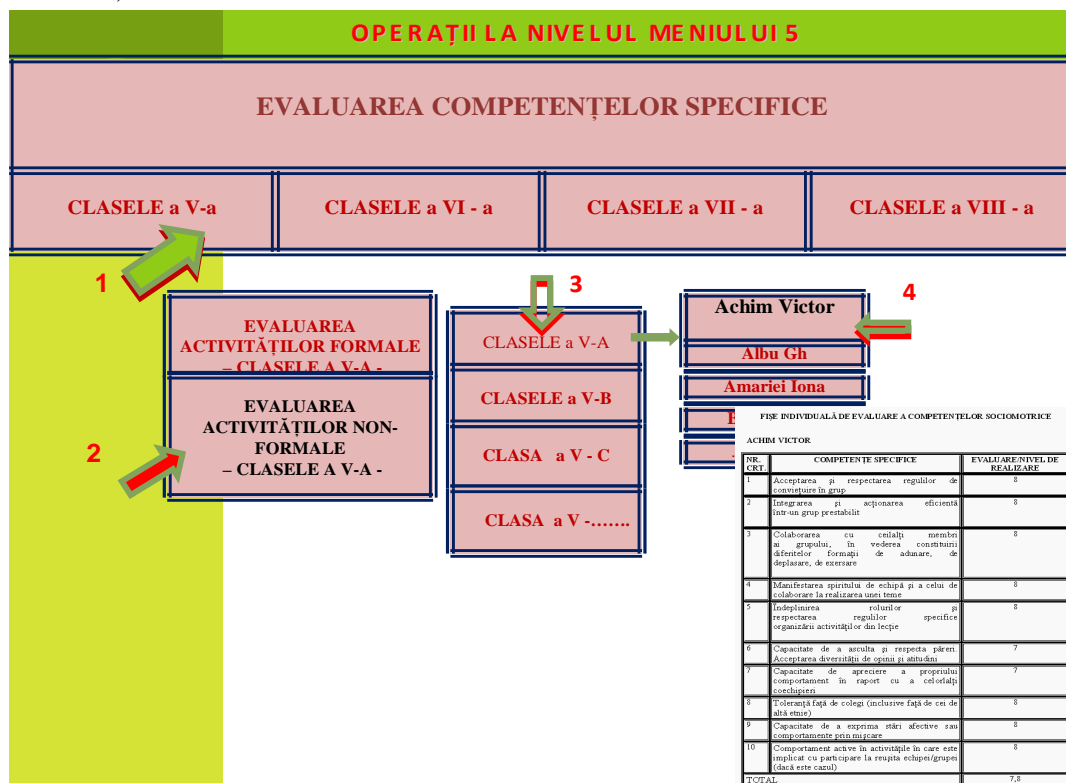 OPERAȚII LA NIVELUL MENIULUI 5
EVALUAREA COMPETENȚELOR SPECIFICE
CLASELE a V-a
CLASELE a VI - a
CLASELE a VII - a
CLASELE a VIII - a
1
EVALUAREA
ACTIVITĂȚILOR FORMALE
– CLASELE A V-A -
2
EVALUAREA
ACTIVITĂȚILOR NON-
FORMALE
– CLASELE A V-A -
3
CLASELE a V-A
CLASELE a V-B
CLASA a V - C
CLASA a V -…….
4
Achim Victor
Albu Gh
Amariei Iona
FIȘE INDIVIDUALĂ DE EVALUARE A COMPETENȚELOR SOCIOMOTRICE
ACHIM VICTOR
NR. CRT.
COMPETENȚE SPECIFICE
EVALUARE/NIVEL DE
REALIZARE
1
Acceptarea și respectarea regulilor de
conviețuire în grup
8
2
Integrarea și acționarea eficientă
într-un grup prestabilit
8
3
Colaborarea cu ceilalți membri
ai grupului, în vederea constituirii
diferitelor formații de adunare, de
deplasare, de exersare
8
4
Manifestarea spiritului de echipă și a celui de
colaborare la realizarea unei teme
8
5
Îndeplinirea rolurilor și
respectarea regulilor specifice
organizării activităților din lecție
8
6
Capacitate de a asculta și respecta păreri.
Acceptarea diversității de opinii și atitudini
7
7
Capacitate de apreciere a propriului
comportament în raport cu a celorlalți
coechipieri
7
8
Toleranță față de colegi (inclusive față de cei de
altă etnie)
8
9
Capacitate de a exprima stări afective sau
comportamente prin mișcare
8
10
Comportament active în activitățile în care este
implicat cu participare la reușita echipei/grupei
(dacă este cazul)
8
TOTAL
7,8